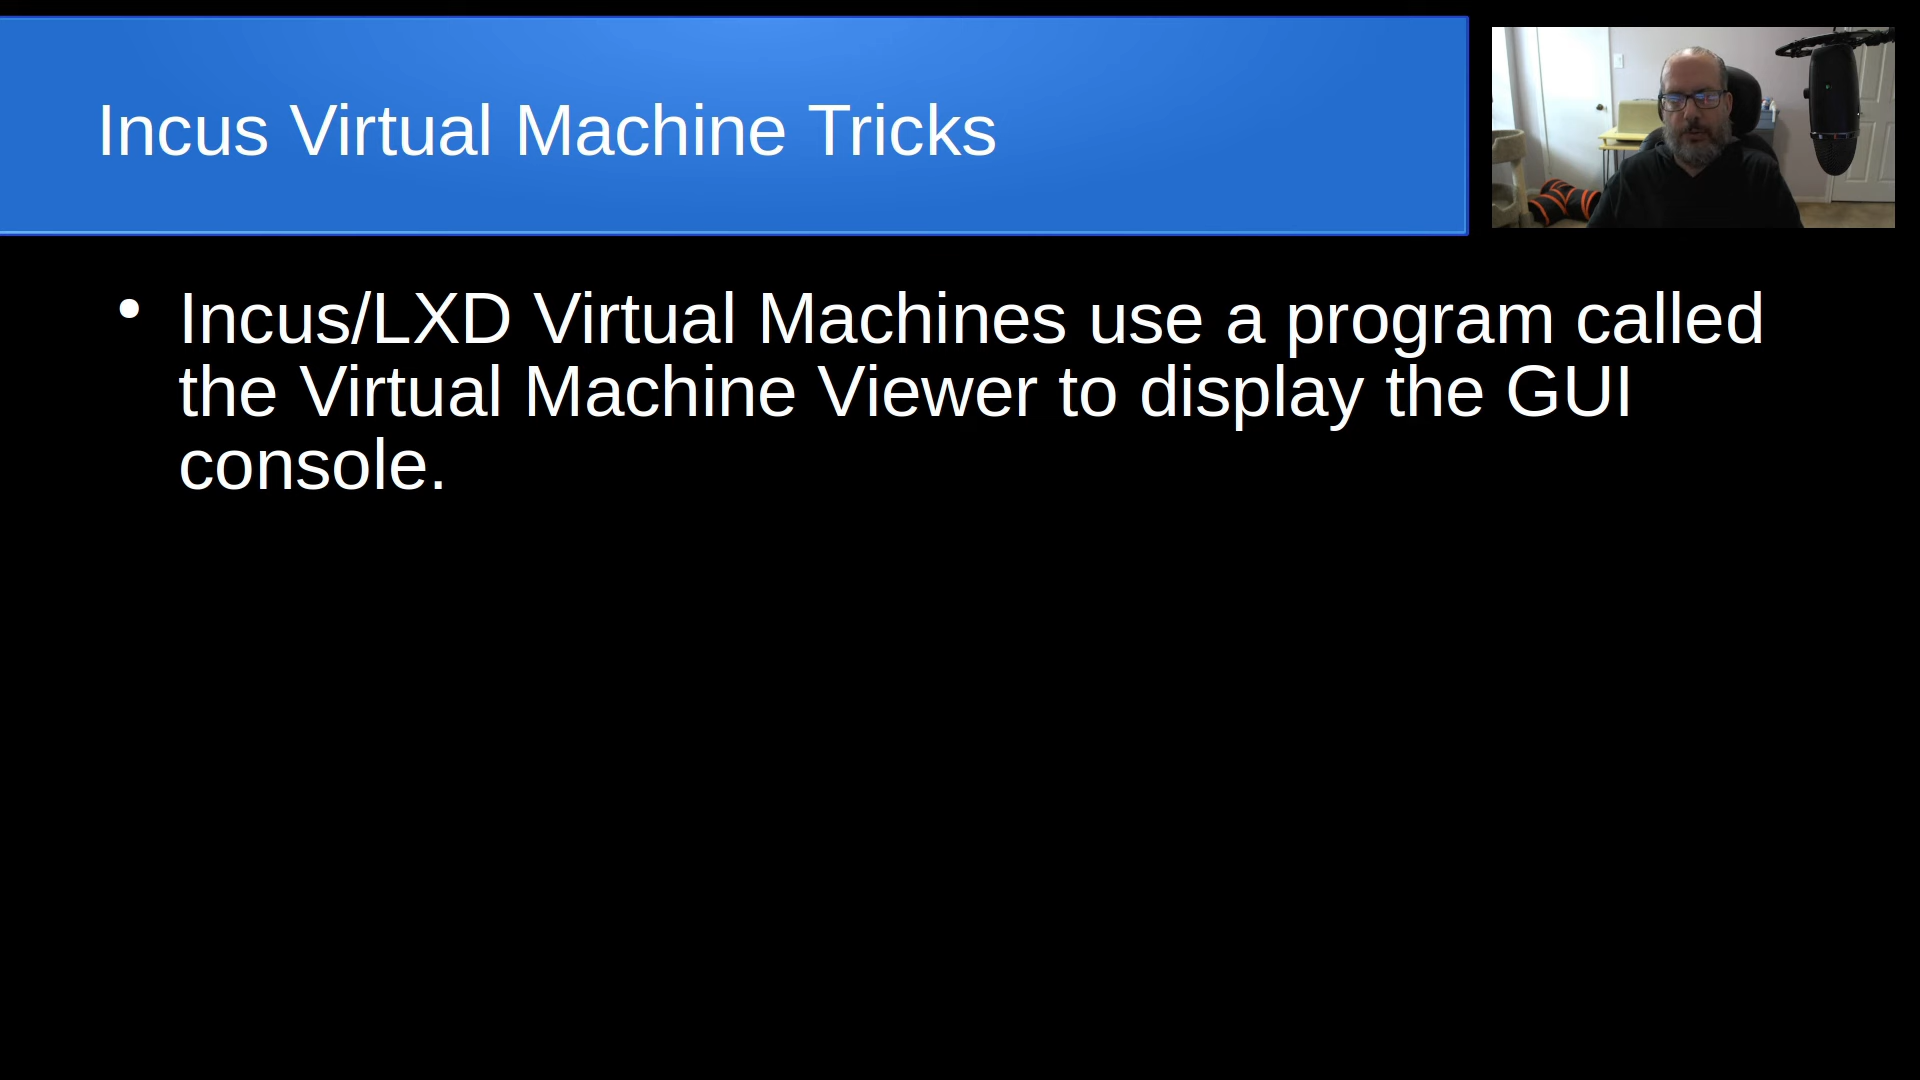 Incus Virtual Machine Tricks
• Incus/LXD Virtual Machines use a program called
the Virtual Machine Viewer to display the GUI
console.